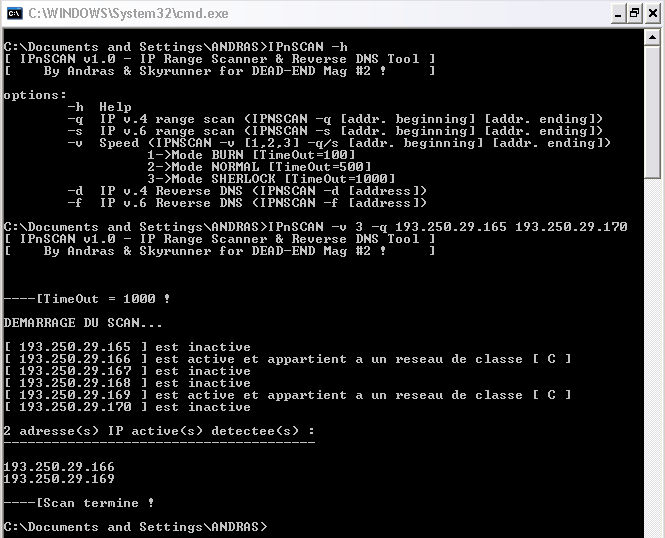 C:\WINDOWS\System32\cmd.exe
C:\Documents and Settings\ANDRAS>IPnSCAN -h
[ IPnSCAN v1.0 - IP Range Scanner & Reverse DNS Tool ]
[    By Andras & Skyrunner for DEAD-END Mag #2 !      ]
options:
-h  Help
-q  IP v.4 range scan (IPNSCAN -q [addr. beginning] [addr. ending])
-s  IP v.6 range scan (IPNSCAN -s [addr. beginning] [addr. ending])
-v  Speed (IPNSCAN -v [1,2,3] -q/s [addr. beginning] [addr. ending])
1->Mode BURN [TimeOut=100]
2->Mode NORMAL [TimeOut=500]
3->Mode SHERLOCK [TimeOut=1000]
-d  IP v.4 Reverse DNS (IPNSCAN -d [address])
-f  IP v.6 Reverse DNS (IPNSCAN -f [address])
C:\Documents and Settings\ANDRAS>IPnSCAN -v 3 -q 193.250.29.165 193.250.29.170
[ IPnSCAN v1.0 - IP Range Scanner & Reverse DNS Tool ]
[    By Andras & Skyrunner for DEAD-END Mag #2 !      ]
----[TimeOut = 1000 !
DEMARRAGE DU SCAN...
[ 193.250.29.165 ] est inactive
[ 193.250.29.166 ] est active et appartient a un reseau de classe [ C ]
[ 193.250.29.167 ] est inactive
[ 193.250.29.168 ] est inactive
[ 193.250.29.169 ] est active et appartient a un reseau de classe [ C ]
[ 193.250.29.170 ] est inactive
2 adresse(s) IP active(s) detectee(s) :
---------------------------------------
193.250.29.166
193.250.29.169
----[Scan termine !
C:\Documents and Settings\ANDRAS>